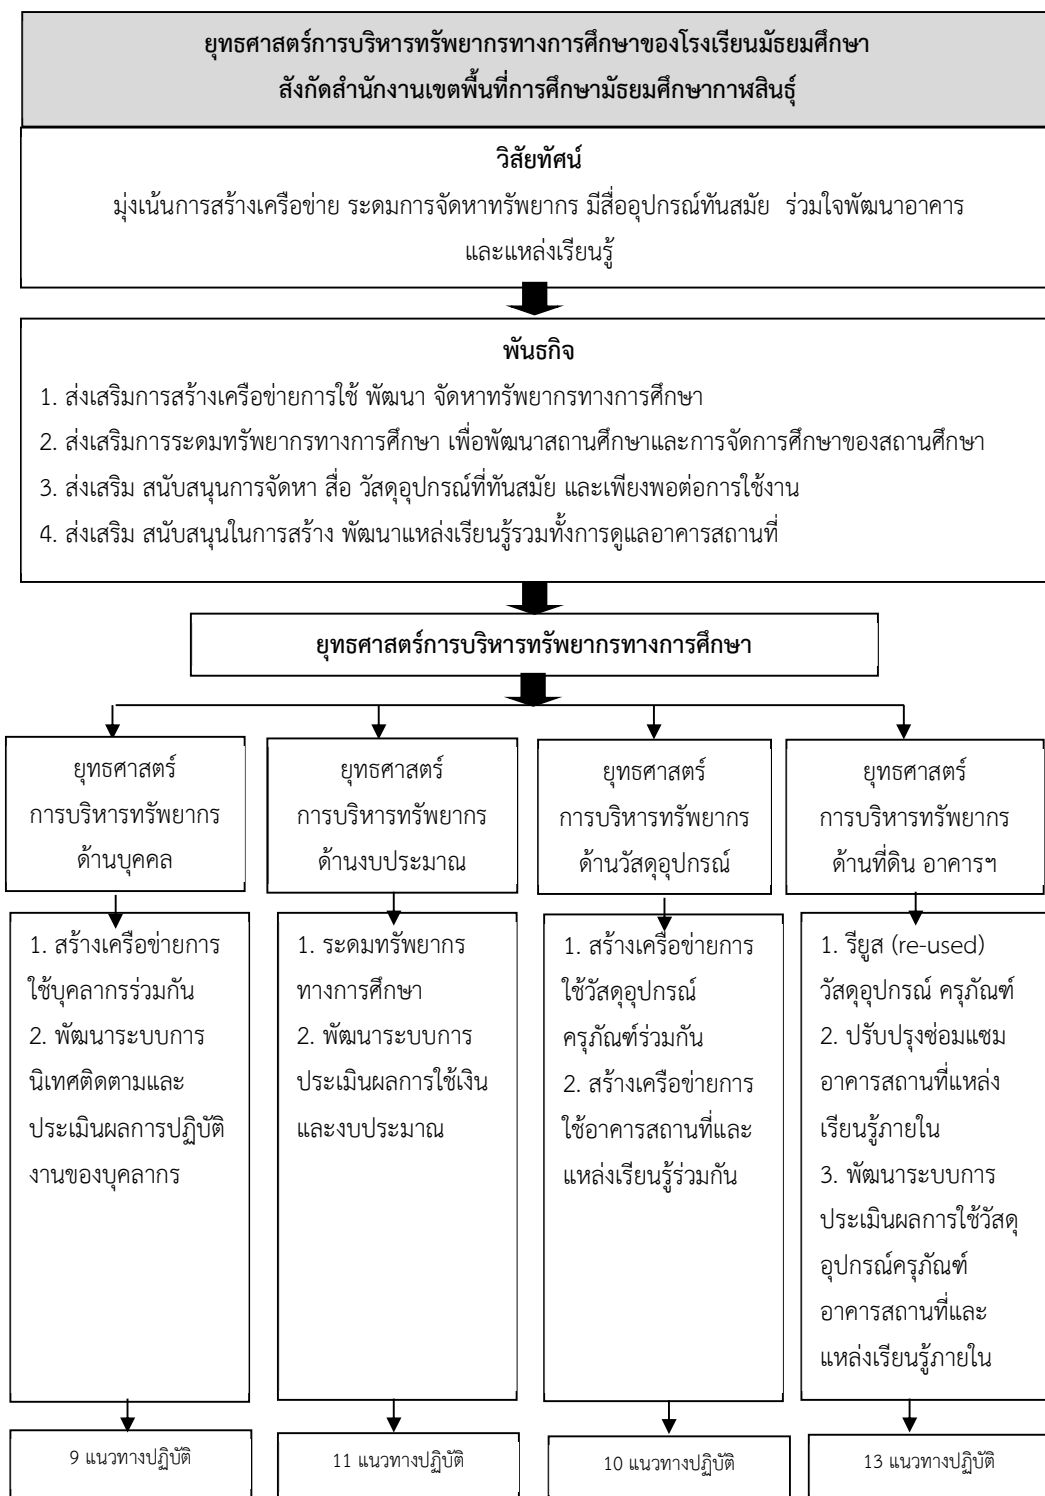 ยุทธศาสตร์การบริหารทรัพยากรทางการศึกษาของโรงเรียนมัธยมศึกษา
สังกัดสำนักงานเขตพื้นที่การศึกษามัธยมศึกษากาฬสินธุ์
วิสัยทัศน์
มุ่งเน้นการสร้างเครือข่าย ระดมการจัดหาทรัพยากร มีสื่ออุปกรณ์ทันสมัย ร่วมใจพัฒนาอาคาร
และแหล่งเรียนรู้
พันธกิจ
1. ส่งเสริมการสร้างเครือข่ายการใช้ พัฒนา จัดหาทรัพยากรทางการศึกษา
2. ส่งเสริมการระดมทรัพยากรทางการศึกษา เพื่อพัฒนาสถานศึกษาและการจัดการศึกษาของสถานศึกษา
3. ส่งเสริม สนับสนุนการจัดหา สื่อ วัสดุอุปกรณ์ที่ทันสมัย และเพียงพอต่อการใช้งาน
4. ส่งเสริม สนับสนุนในการสร้าง พัฒนาแหล่งเรียนรู้รวมทั้งการดูแลอาคารสถานที่
ยุทธศาสตร์การบริหารทรัพยากรทางการศึกษา
ยุทธศาสตร์
การบริหารทรัพยากร
ด้านบุคคล
ยุทธศาสตร์
การบริหารทรัพยากร
ด้านงบประมาณ
ยุทธศาสตร์
การบริหารทรัพยากร
ด้านวัสดุอุปกรณ์
ยุทธศาสตร์
การบริหารทรัพยากร
ด้านที่ดิน อาคารฯ
1. สร้างเครือข่ายการ
ใช้บุคลากรร่วมกัน
2. พัฒนาระบบการ
นิเทศติดตามและ
ประเมินผลการปฏิบัติ
งานของบุคลากร
1. ระดมทรัพยากร
ทางการศึกษา
2. พัฒนาระบบการ
ประเมินผลการใช้เงิน
และงบประมาณ
1. สร้างเครือข่ายการ
ใช้วัสดุอุปกรณ์
ครุภัณฑ์ร่วมกัน
2. สร้างเครือข่ายการ
ใช้อาคารสถานที่และ
แหล่งเรียนรู้ร่วมกัน
1. รียูส (re-used)
วัสดุอุปกรณ์ ครุภัณฑ์
2. ปรับปรุงซ่อมแซม
อาคารสถานที่แหล่ง
เรียนรู้ภายใน
3. พัฒนาระบบการ
ประเมินผลการใช้วัสดุ
อุปกรณ์ครุภัณฑ์
อาคารสถานที่และ
แหล่งเรียนรู้ภายใน
9 แนวทางปฏิบัติ
11 แนวทางปฏิบัติ
10 แนวทางปฏิบัติ
13 แนวทางปฏิบัติ